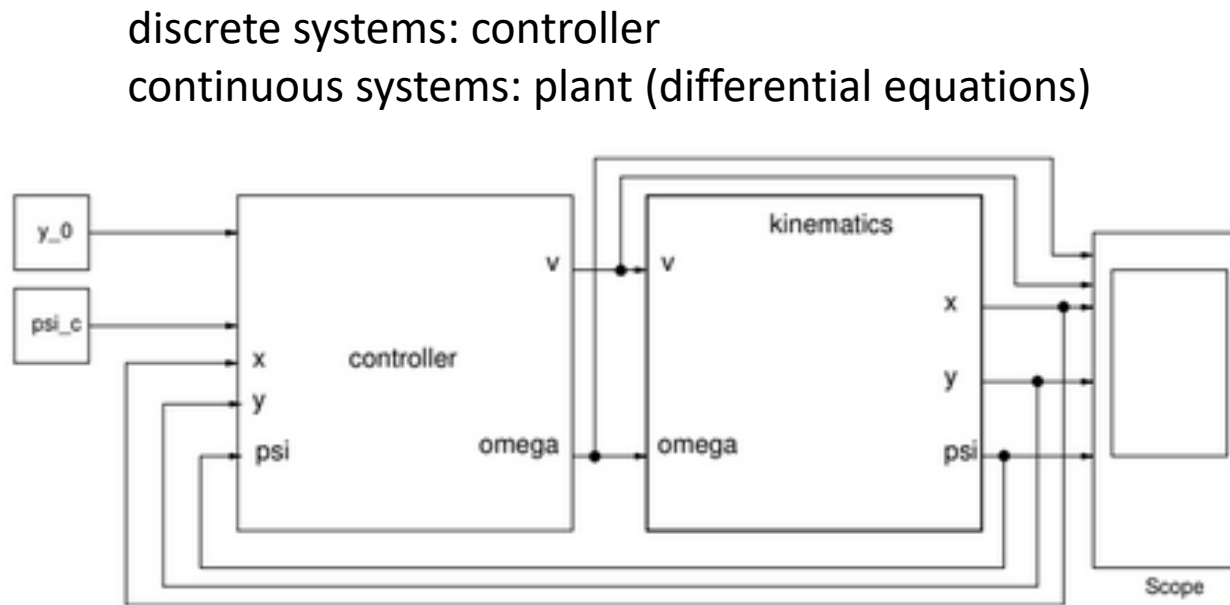 discrete systems: controller
continuous systems: plant (differential equations)
y_0
psi_c
x
y
psi
controller
v
omega
kinematics
v
omega
x
y
psi
Scope